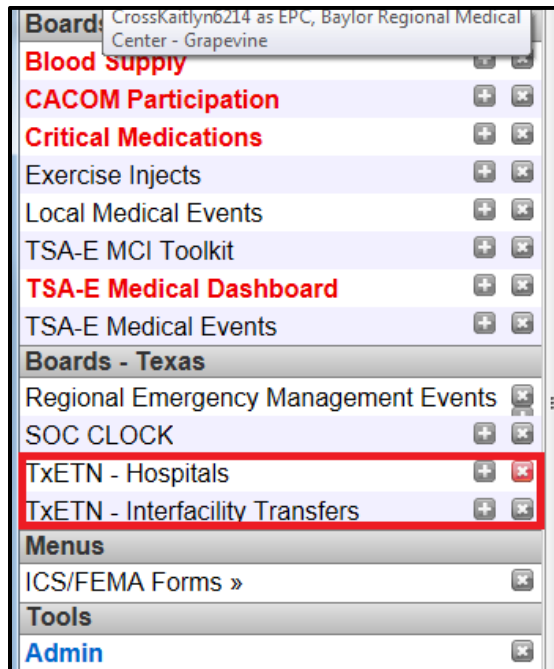 CrossKaitlyn6214 as EPC, Baylor Regional Medical
Center - Grapevine
Boards
Blood Supply
CACOM Participation
Critical Medications
Exercise Injects
Local Medical Events
TSA-E MCI Toolkit
TSA-E Medical Dashboard
TSA-E Medical Events
Boards - Texas
Regional Emergency Management Events
SOC CLOCK
TxETN - Hospitals
TxETN - Interfacility Transfers
Menus
ICS/FEMA Forms »
Tools
Admin